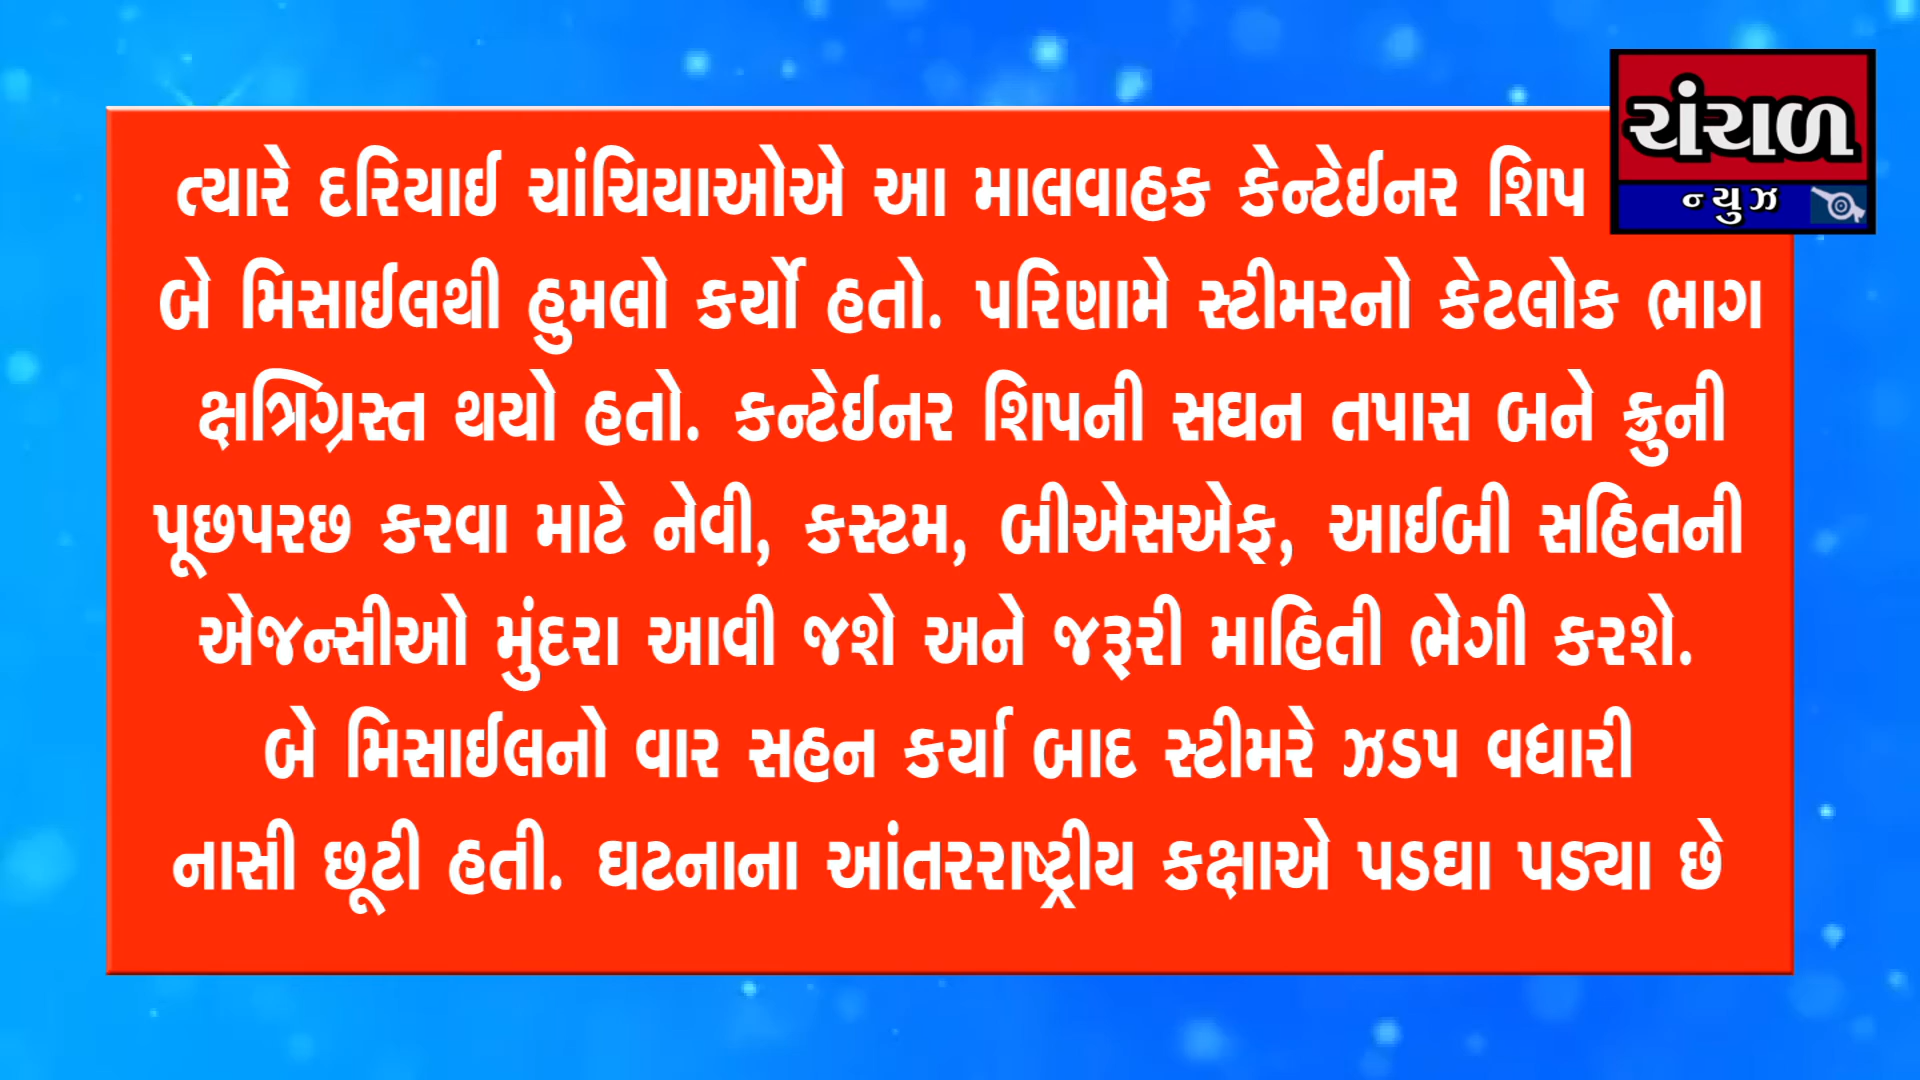 ચંચળ
ન્યુઝ
ત્યારે દરિયાઈ ચાંચિયાઓએ આ માલવાહક કેન્ટેઈનર શિપ
બે મિસાઈલથી હુમલો કર્યો હતો. પરિણામે સ્ટીમરનો કેટલોક ભાગ
ક્ષત્રિગ્રસ્ત થયો હતો. કન્ટેઈનર શિપની સઘન તપાસ બને ક્રુની
પૂછપરછ કરવા માટે નેવી, કસ્ટમ, બીએસએફ, આઈબી સહિતની
એજન્સીઓ મુંદરા આવી જશે અને જરૂરી માહિતી ભેગી કરશે.
બે મિસાઈલનો વાર સહન કર્યા બાદ સ્ટીમરે ઝડપ વધારી
નાસી છૂટી હતી. ઘટનાના આંતરરાષ્ટ્રીય કક્ષાએ પડઘા પડ્યા છે